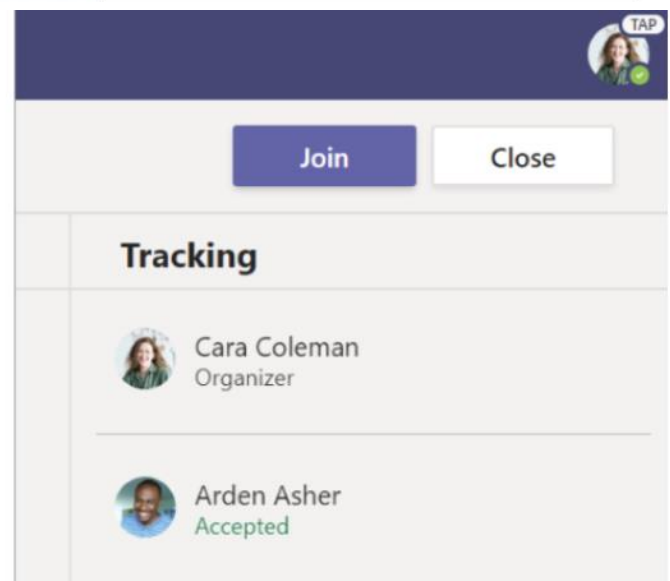 TAP
Join
Close
Tracking
Cara Coleman
Organizer
Arden Asher
Accepted